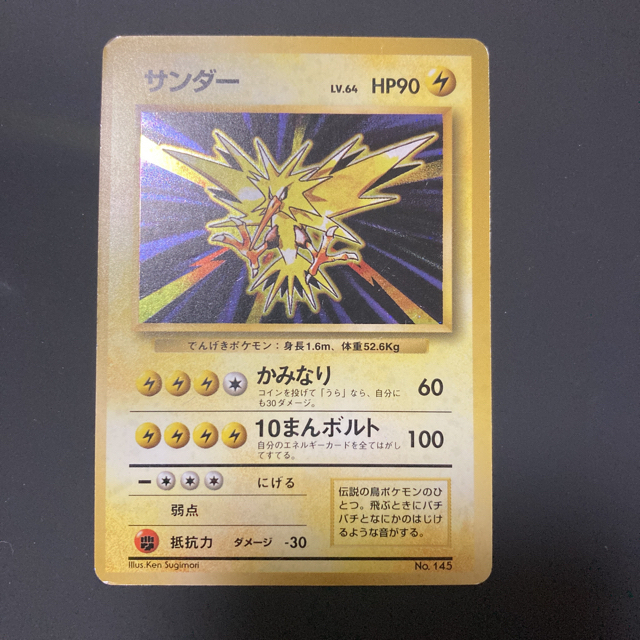 サンダー LV.64 HP90
でんげきポケモン：身長1.6m、体重52.6Kg
かみなり 60
コインを投げて「うら」なら、自分に
も30ダメージ。
10まんボルト 100
自分のエネルギーカードを全てはがし
てすてる。
にげる
弱点
抵抗力 ダメージ -30
伝説の鳥ポケモンのひ
とつ。飛ぶときにバチ
バチとなにかのはじけ
るような音がする。
Illus.Ken Sugimori No. 145